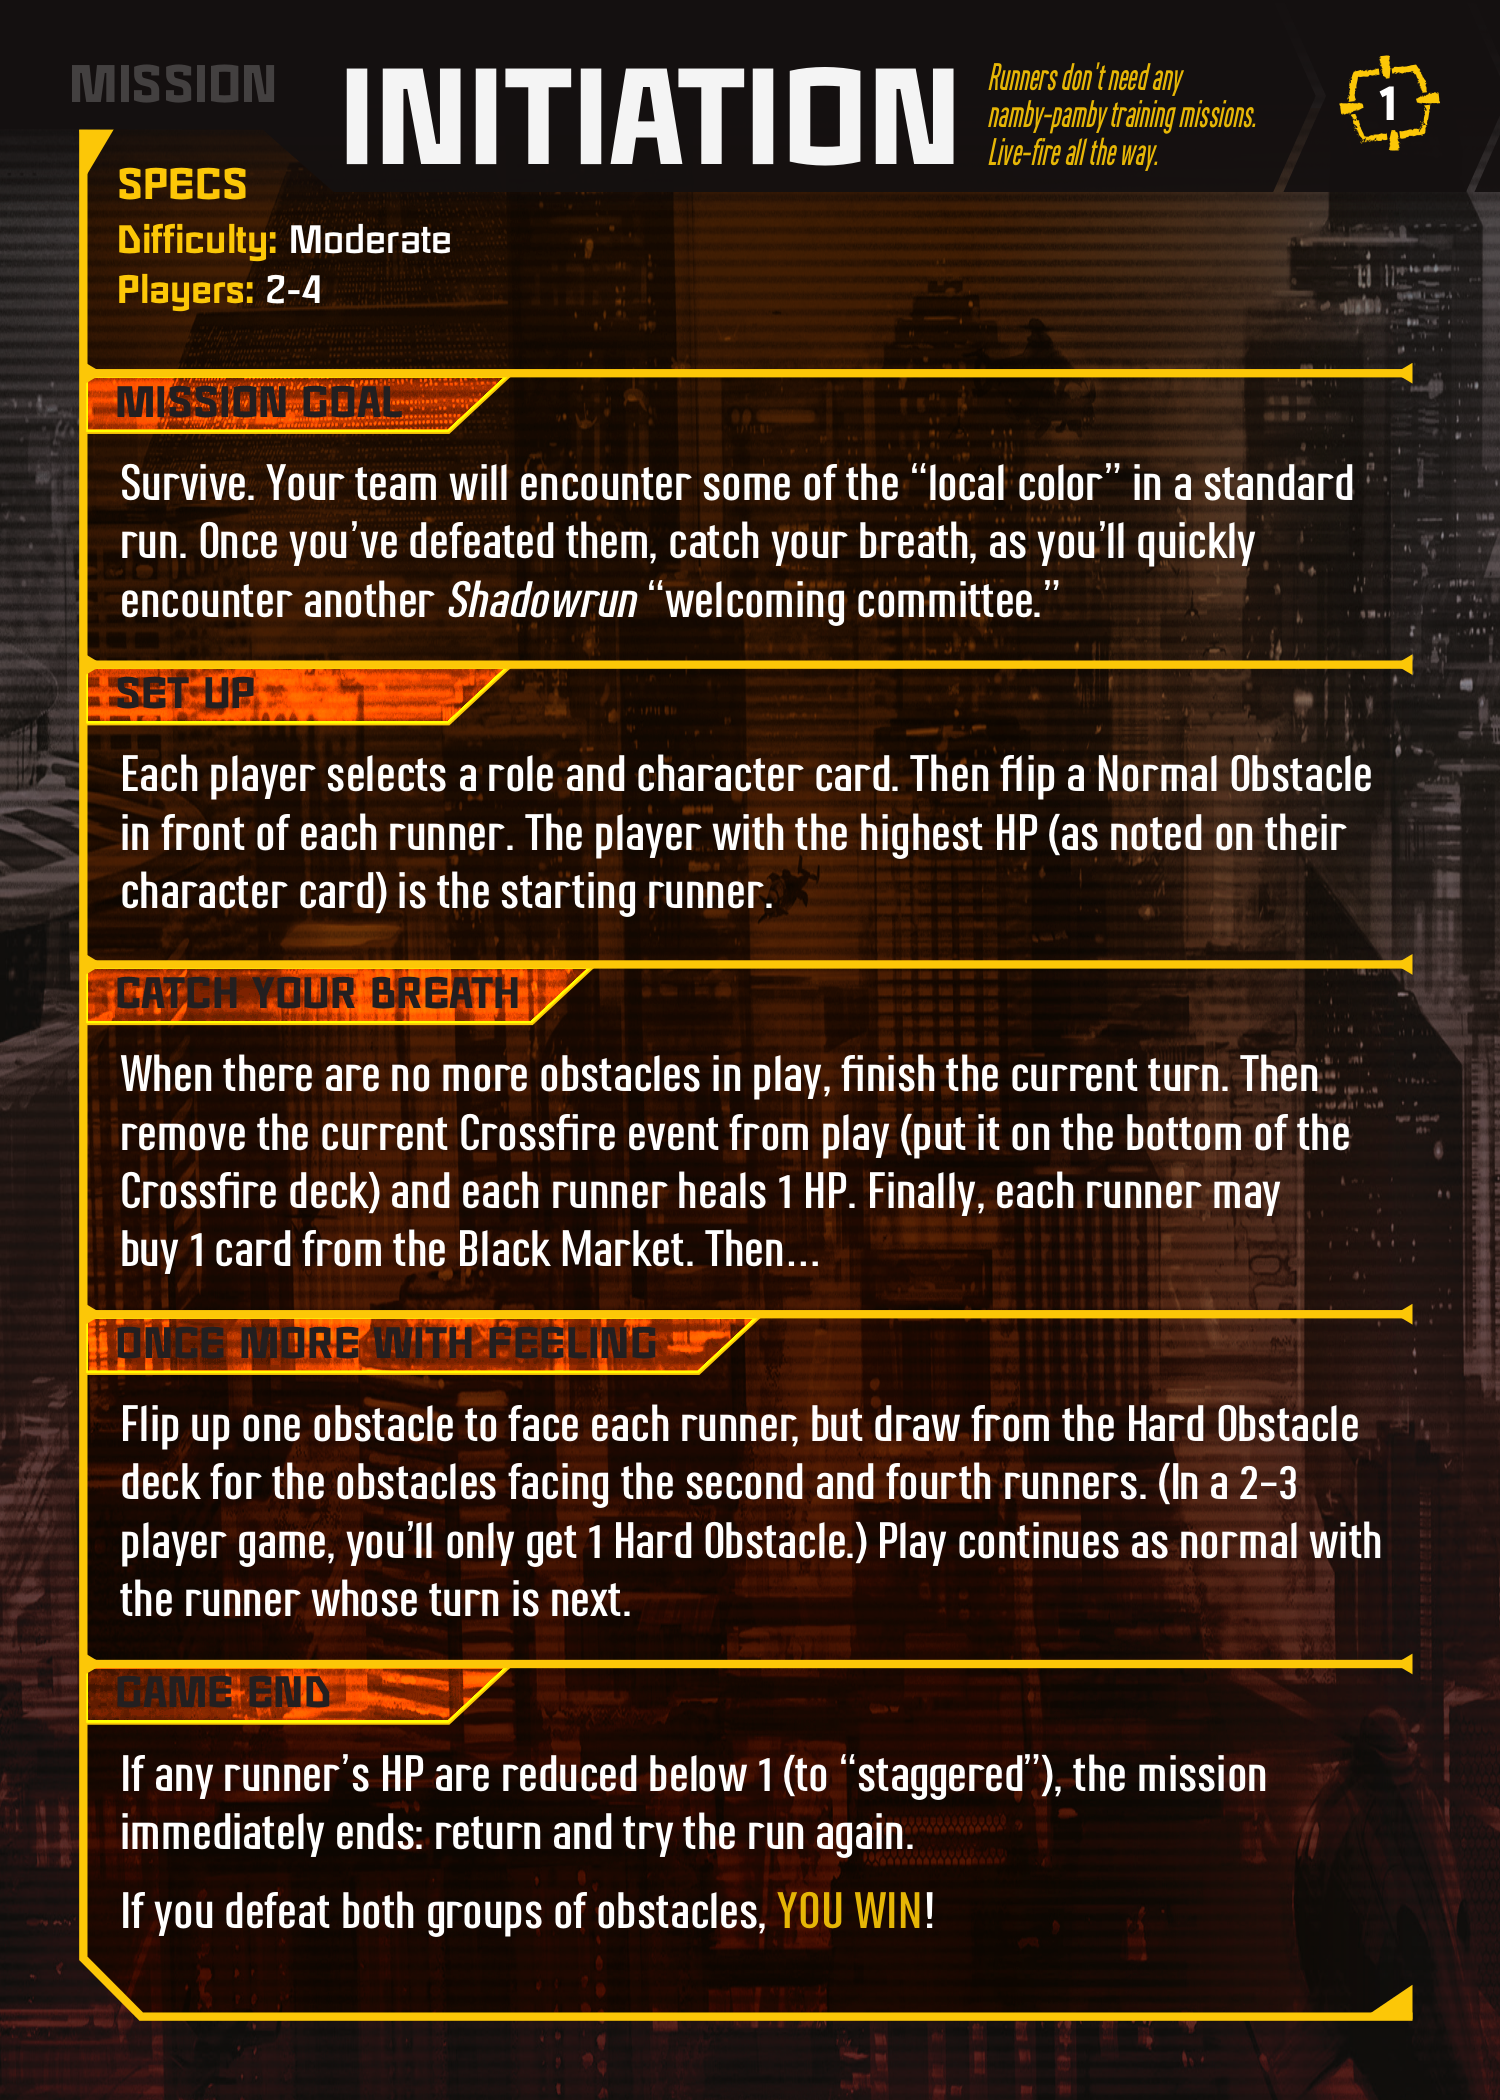 MISSION
INITIATION
Runners don't need any
namby-pamby training missions.
Live-fire all the way.
1
SPECS
Difficulty: Moderate
Players: 2-4
MISSION GOAL
Survive. Your team will encounter some of the “local color” in a standard
run. Once you’ve defeated them, catch your breath, as you’ll quickly
encounter another Shadowrun “welcoming committee.”
SET UP
Each player selects a role and character card. Then flip a Normal Obstacle
in front of each runner. The player with the highest HP (as noted on their
character card) is the starting runner.
CATCH YOUR BREATH
When there are no more obstacles in play, finish the current turn. Then
remove the current Crossfire event from play (put it on the bottom of the
Crossfire deck) and each runner heals 1 HP. Finally, each runner may
buy 1 card from the Black Market. Then...
ONCE MORE WITH FEELING
Flip up one obstacle to face each runner, but draw from the Hard Obstacle
deck for the obstacles facing the second and fourth runners. (In a 2-3
player game, you’ll only get 1 Hard Obstacle.) Play continues as normal with
the runner whose turn is next.
GAME END
If any runner’s HP are reduced below 1 (to “staggered”), the mission
immediately ends: return and try the run again.
If you defeat both groups of obstacles, YOU WIN!